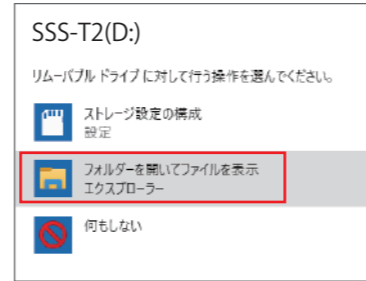 SSS-T2(D:)
リムーバブル ドライブ に対して行う操作を選んでください。
ストレージ設定の構成
設定
フォルダーを開いてファイルを表示
エクスプローラー
何もしない